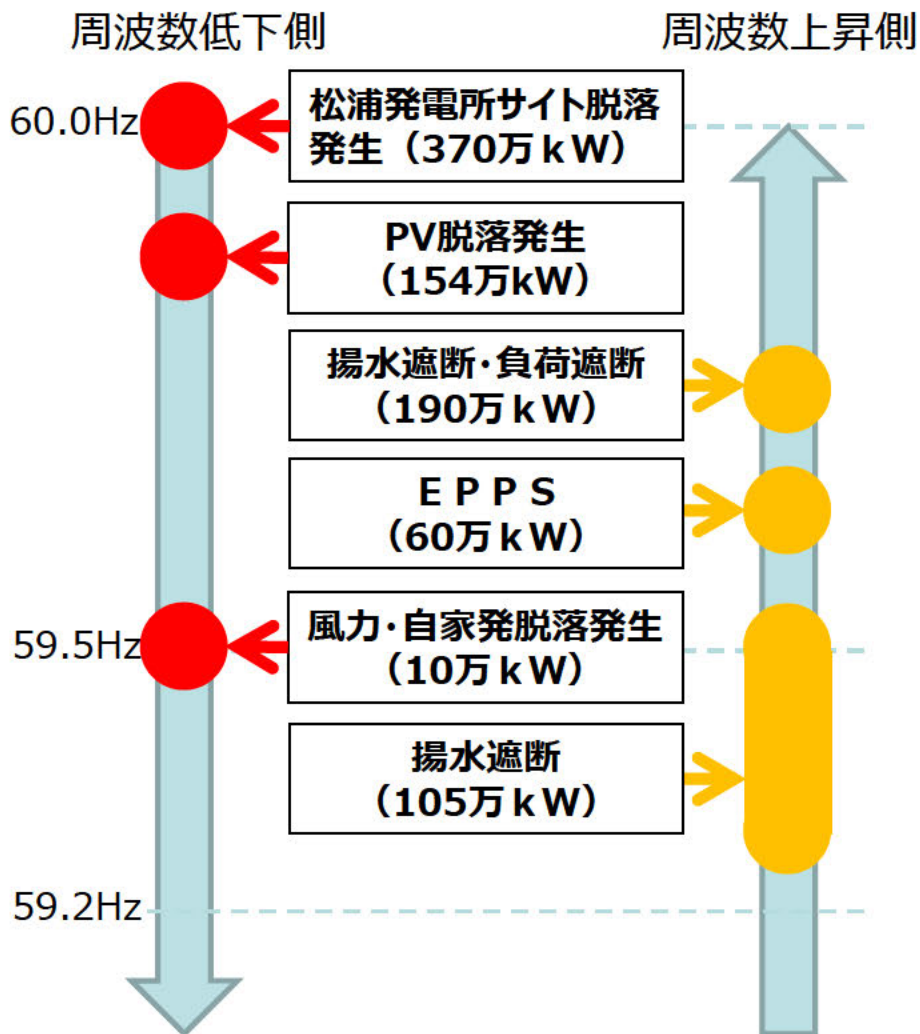 周波数低下側
周波数上昇側
60.0Hz
松浦発電所サイト脱落
発生（370万ｋW）
PV脱落発生
（154万kW）
揚水遮断･負荷遮断
（190万ｋW）
ＥＰＰＳ
（60万ｋW）
59.5Hz
風力･自家発脱落発生
（10万ｋW）
揚水遮断
（105万ｋW）
59.2Hz